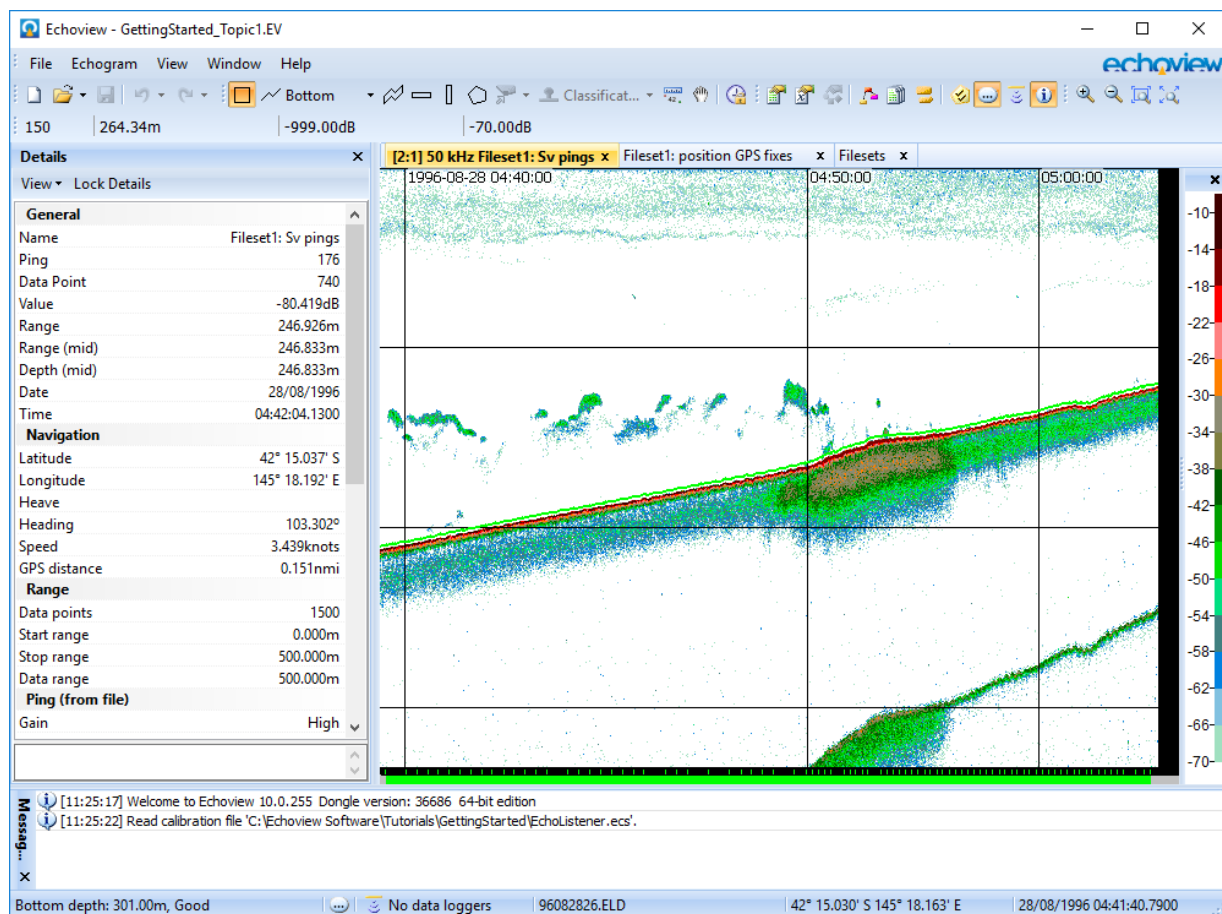 Echoview - GettingStarted_Topic1.EV
File Echogram View Window Help
echoview
Bottom Classificat...
150 264.34m -999.00dB -70.00dB
Details
View Lock Details
General
Name Fileset1: Sv pings
Ping 176
Data Point 740
Value -80.419dB
Range 246.926m
Range (mid) 246.833m
Depth (mid) 246.833m
Date 28/08/1996
Time 04:42:04.1300
Navigation
Latitude 42° 15.037' S
Longitude 145° 18.192' E
Heave
Heading 103.302º
Speed 3.439knots
GPS distance 0.151nmi
Range
Data points 1500
Start range 0.000m
Stop range 500.000m
Data range 500.000m
Ping (from file)
Gain High
[2:1] 50 kHz Fileset1: Sv pings x Fileset1: position GPS fixes x Filesets x
1996-08-28 04:40:00 04:50:00 05:00:00
-10
-14
-18
-22
-26
-30
-34
-38
-42
-46
-50
-54
-58
-62
-66
-70
Messag...
[11:25:17] Welcome to Echoview 10.0.255 Dongle version: 36686 64-bit edition
[11:25:22] Read calibration file 'C:\Echoview Software\Tutorials\GettingStarted\EchoListener.ecs'.
Bottom depth: 301.00m, Good No data loggers 96082826.ELD 42° 15.030' S 145° 18.163' E 28/08/1996 04:41:40.7900